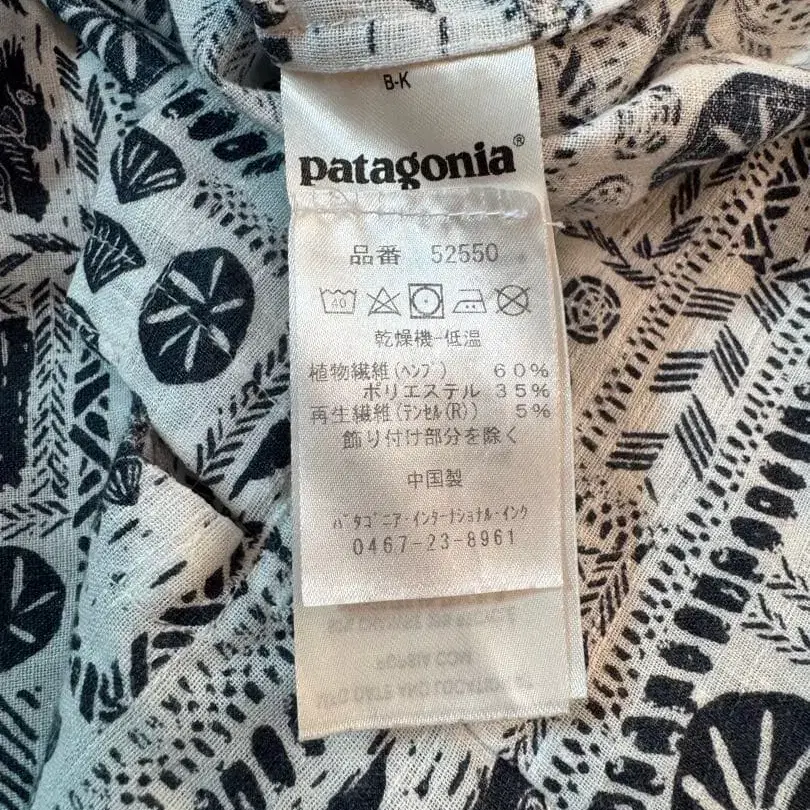 B-K
patagonia®
品番 52550
40
乾燥機-低温
植物繊維(ﾍﾝﾌﾟ) 60%
ポリエステル 35%
再生繊維(ﾃﾝｾﾙ(R)) 5%
飾り付け部分を除く
中国製
ﾊﾟﾀｺﾞﾆｱ･ｲﾝﾀｰﾅｼｮﾅﾙ･ｲﾝｸ
0467-23-8961